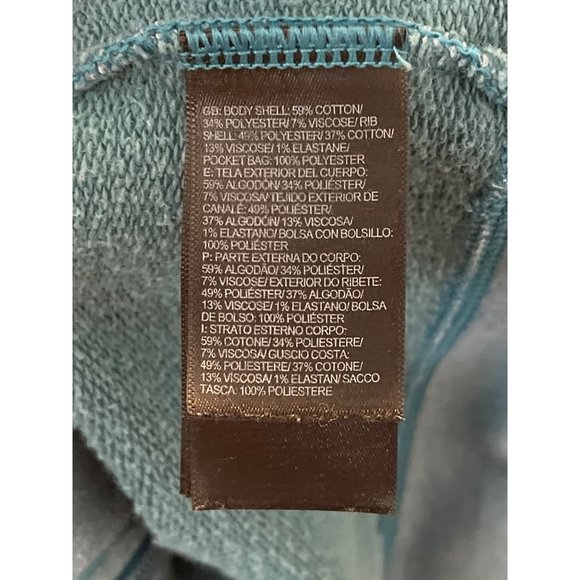 GB: BODY SHELL: 59% COTTON/
34% POLYESTER/ 7% VISCOSE/ RIB
SHELL: 49% POLYESTER/ 37% COTTON/
13% VISCOSE/ 1% ELASTANE/
POCKET BAG: 100% POLYESTER
E: TELA EXTERIOR DEL CUERPO:
59% ALGODÓN/ 34% POLIÉSTER/
7% VISCOSA/ TEJIDO EXTERIOR DE
CANALÉ: 49% POLIÉSTER/
37% ALGODÓN/ 13% VISCOSA/
1% ELASTANO/ BOLSA CON BOLSILLO:
100% POLIÉSTER
P: PARTE EXTERNA DO CORPO:
59% ALGODÃO/ 34% POLIÉSTER/
7% VISCOSE/ EXTERIOR DO RIBETE:
49% POLIÉSTER/ 37% ALGODÃO/
13% VISCOSE/ 1% ELASTANO/ BOLSA
DE BOLSO: 100% POLIÉSTER
I: STRATO ESTERNO CORPO:
59% COTONE/ 34% POLIESTERE/
7% VISCOSA/ GUSCIO COSTA:
49% POLIESTERE/ 37% COTONE/
13% VISCOSA/ 1% ELASTAN/ SACCO
TASCA: 100% POLIESTERE